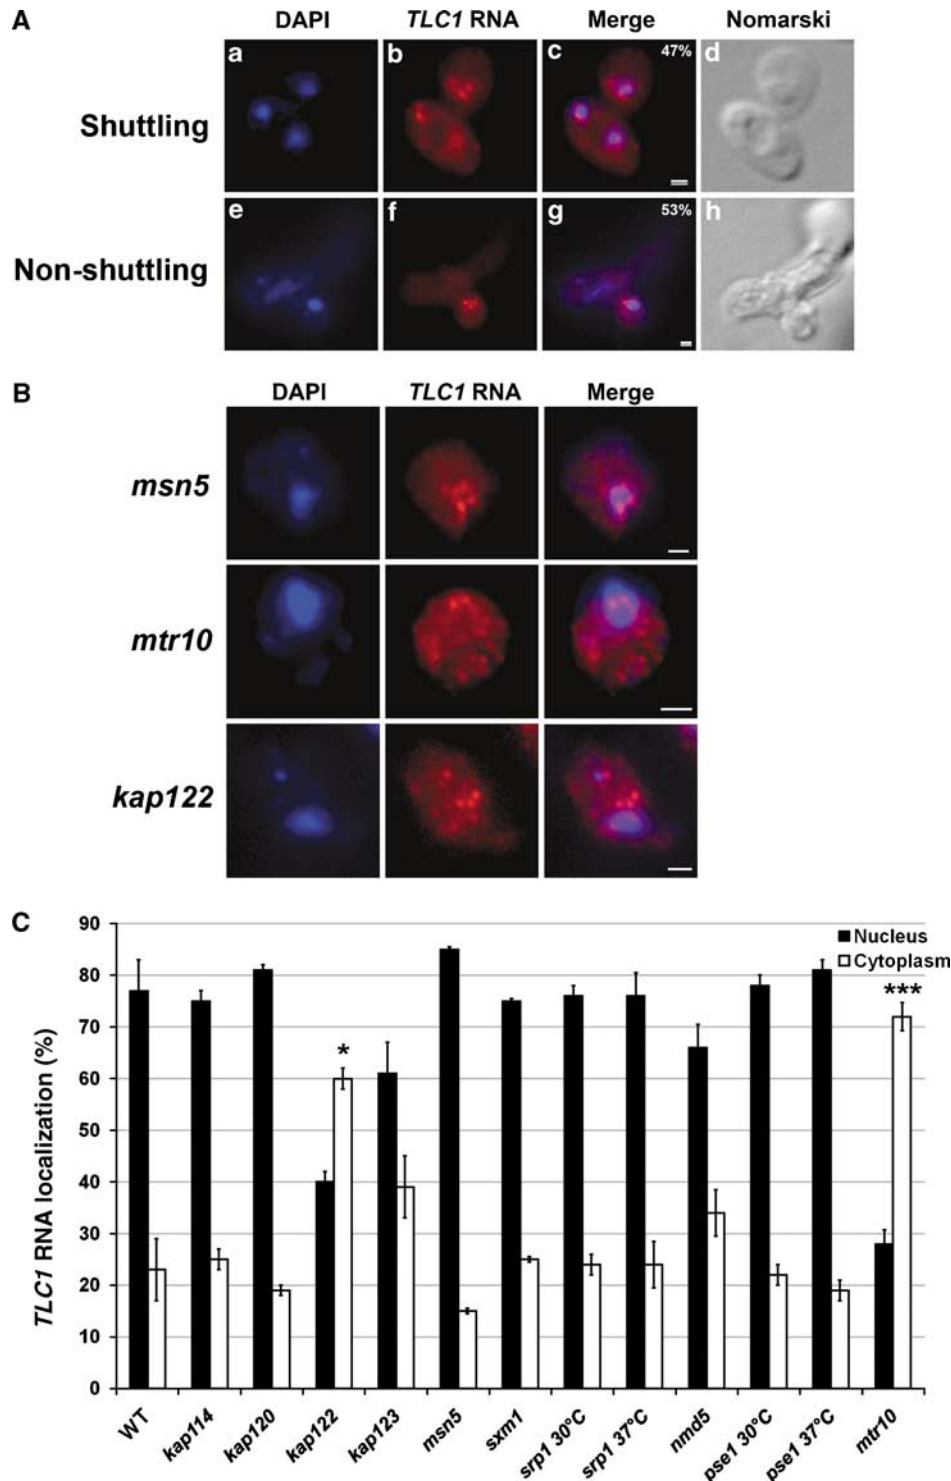 A
DAPI TLC1 RNA Merge Nomarski
Shuttling
a b c 47% d
Non-shuttling
e f g 53% h
B
DAPI TLC1 RNA Merge
msn5
mtr10
kap122
C
Nucleus
Cytoplasm
TLC1 RNA localization (%)
90
80
70
60
50
40
30
20
10
0
* ***
WT kap114 kap120 kap122 kap123 msn5 sxm1 srp1 30°C srp1 37°C nmd5 pse1 30°C pse1 37°C mtr10